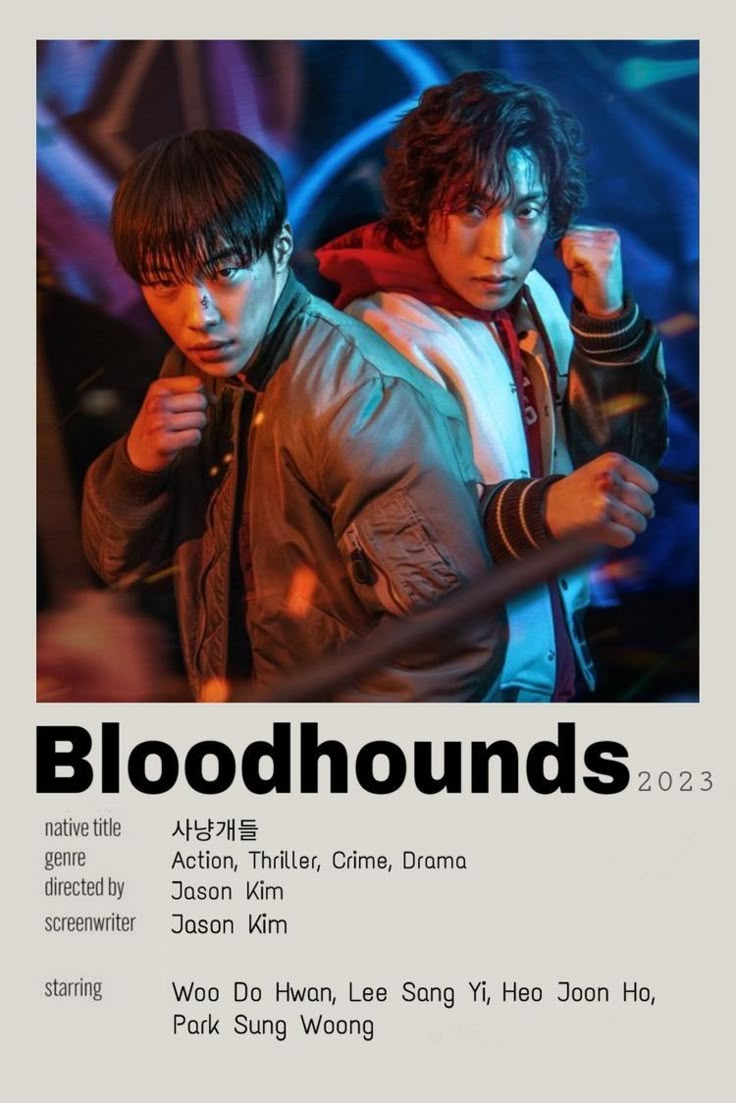 Bloodhounds 2023
native title 사냥개들
genre Action, Thriller, Crime, Drama
directed by Jason Kim
screenwriter Jason Kim
starring Woo Do Hwan, Lee Sang Yi, Heo Joon Ho,
Park Sung Woong